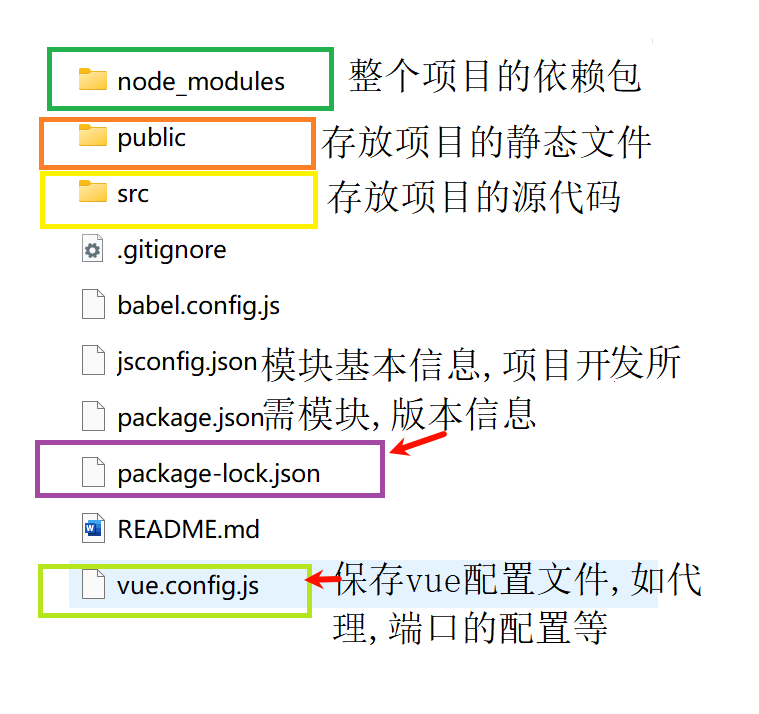 node_modules 整个项目的依赖包
public 存放项目的静态文件
src 存放项目的源代码
.gitignore
babel.config.js
jsconfig.json 模块基本信息,项目开发所
package.json 需模块,版本信息
package-lock.json
README.md
vue.config.js 保存vue配置文件,如代
理,端口的配置等